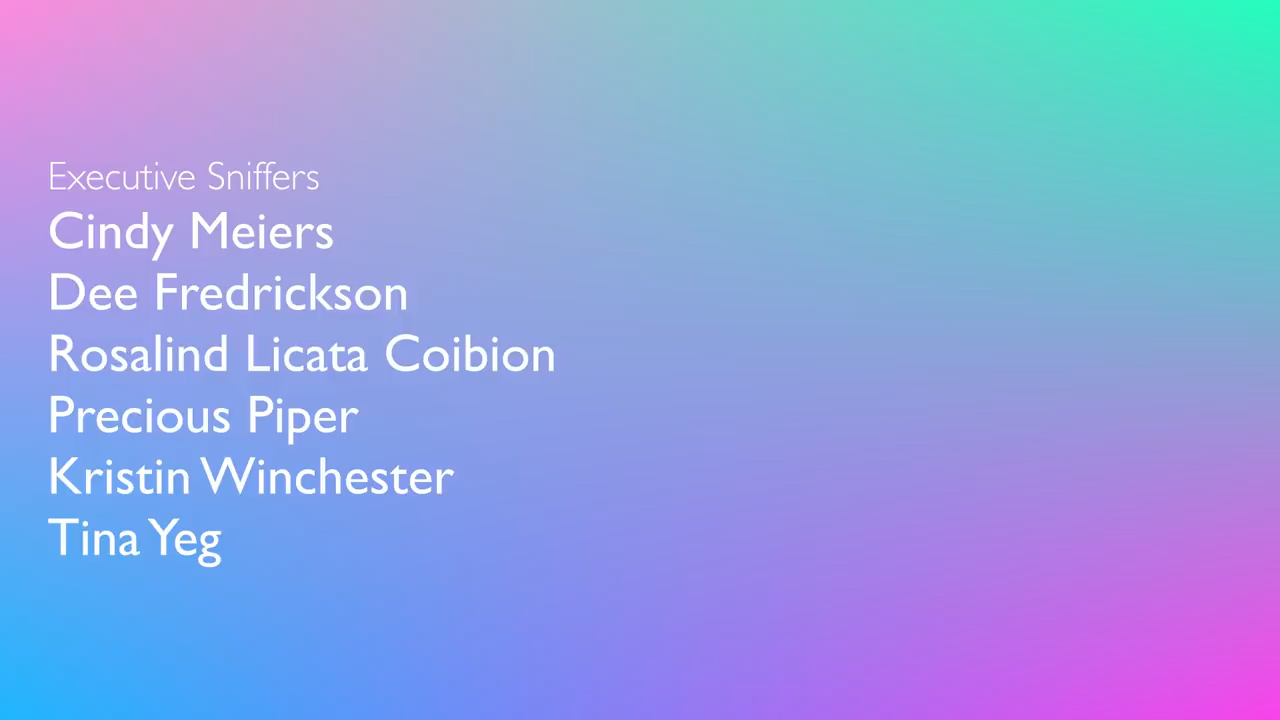 Executive Sniffers
Cindy Meiers
Dee Fredrickson
Rosalind Licata Coibion
Precious Piper
Kristin Winchester
Tina Yeg